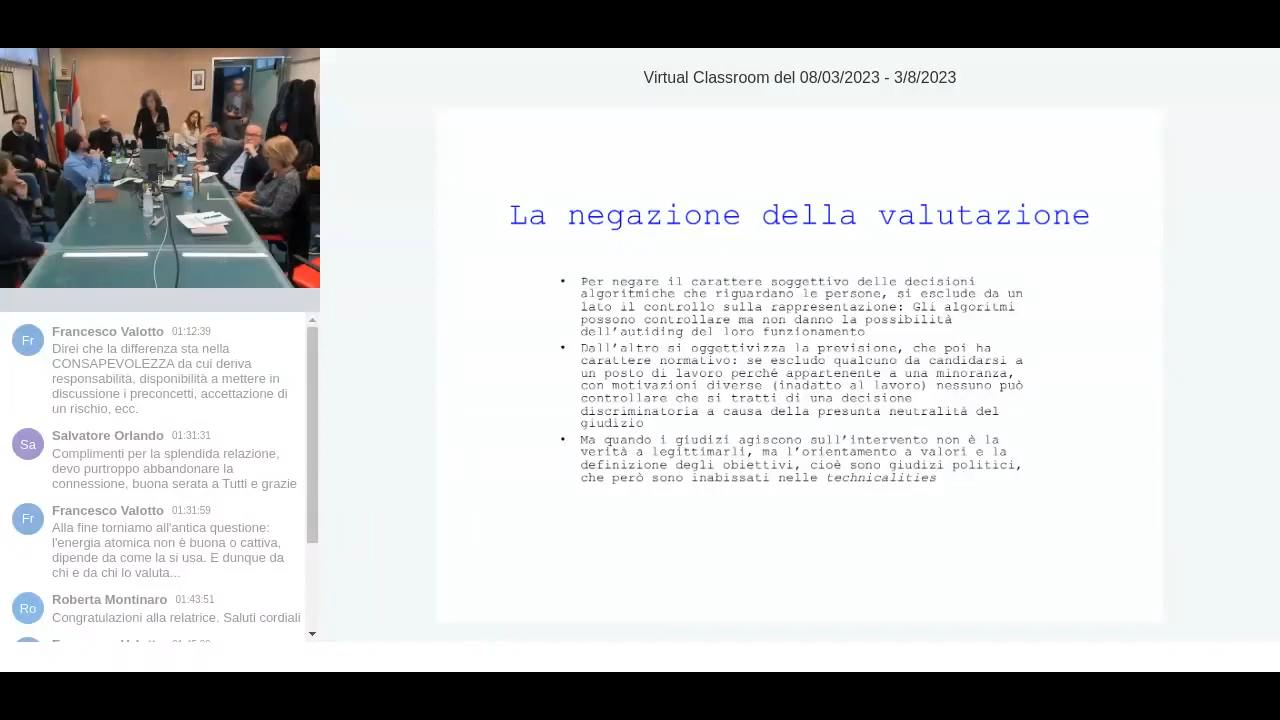 Virtual Classroom del 08/03/2023 - 3/8/2023
La negazione della valutazione
• Per negare il carattere soggettivo delle decisioni
algoritmiche che riguardano le persone, si esclude da un
lato il controllo sulla rappresentazione: Gli algoritmi
possono controllare ma non danno la possibilità
dell'autiding del loro funzionamento
• Dall'altro si oggettivizza la previsione, che poi ha
carattere normativo: se escludo qualcuno da candidarsi a
un posto di lavoro perché appartenente a una minoranza,
con motivazioni diverse (inadatto al lavoro) nessuno può
controllare che si tratti di una decisione
discriminatoria a causa della presunta neutralità del
giudizio
• Ma quando i giudizi agiscono sull'intervento non è la
verità a legittimarli, ma l'orientamento a valori e la
definizione degli obiettivi, cioè sono giudizi politici,
che però sono inabissati nelle technicalities
Fr
Francesco Valotto 01:12:39
Direi che la differenza sta nella
CONSAPEVOLEZZA da cui deriva
responsabilità, disponibilità a mettere in
discussione i preconcetti, accettazione di
un rischio, ecc.
Sa
Salvatore Orlando 01:31:31
Complimenti per la splendida relazione,
devo purtroppo abbandonare la
connessione, buona serata a Tutti e grazie
Fr
Francesco Valotto 01:31:59
Alla fine torniamo all'antica questione:
l'energia atomica non è buona o cattiva,
dipende da come la si usa. E dunque da
chi e da chi lo valuta...
Ro
Roberta Montinaro 01:43:51
Congratulazioni alla relatrice. Saluti cordiali